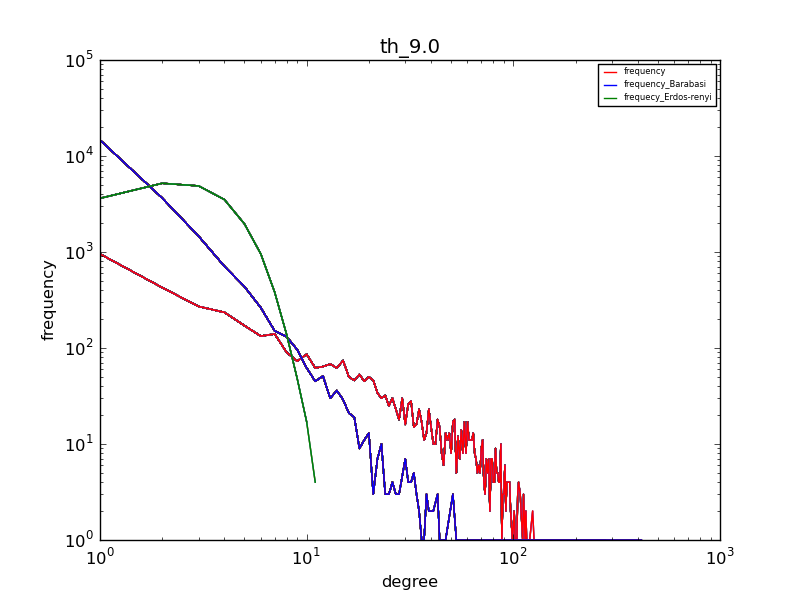 th_9.0
frequency
frequency_Barabasi
frequecy_Erdos-renyi
10^5
10^4
10^3
10^2
10^1
10^0
frequency
10^0 10^1 10^2 10^3
degree